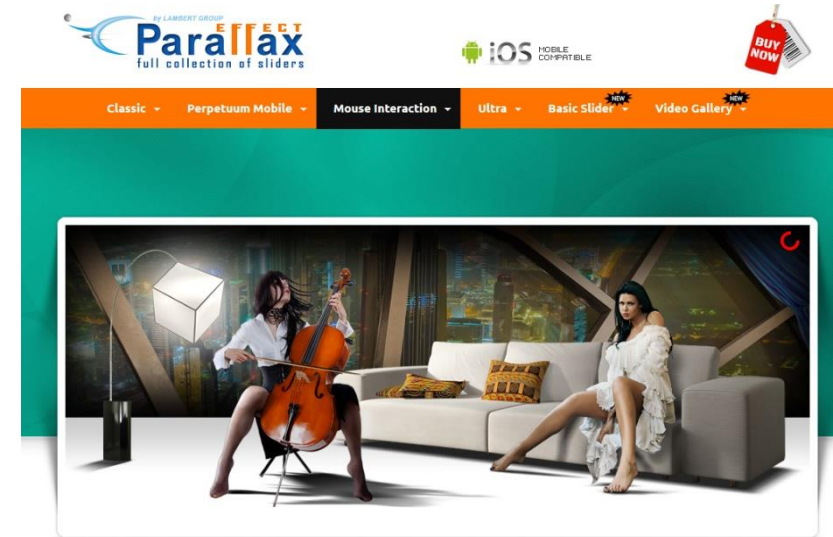 by LAMBERT GROUP
EFFECT
Parallax
full collection of sliders
iOS MOBILE COMPATIBLE
BUY NOW
Classic
Perpetuum Mobile
Mouse Interaction
Ultra
Basic Slider NEW
Video Gallery NEW